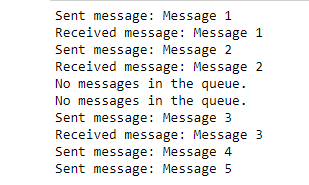 Sent message: Message 1
Received message: Message 1
Sent message: Message 2
Received message: Message 2
No messages in the queue.
No messages in the queue.
Sent message: Message 3
Received message: Message 3
Sent message: Message 4
Sent message: Message 5